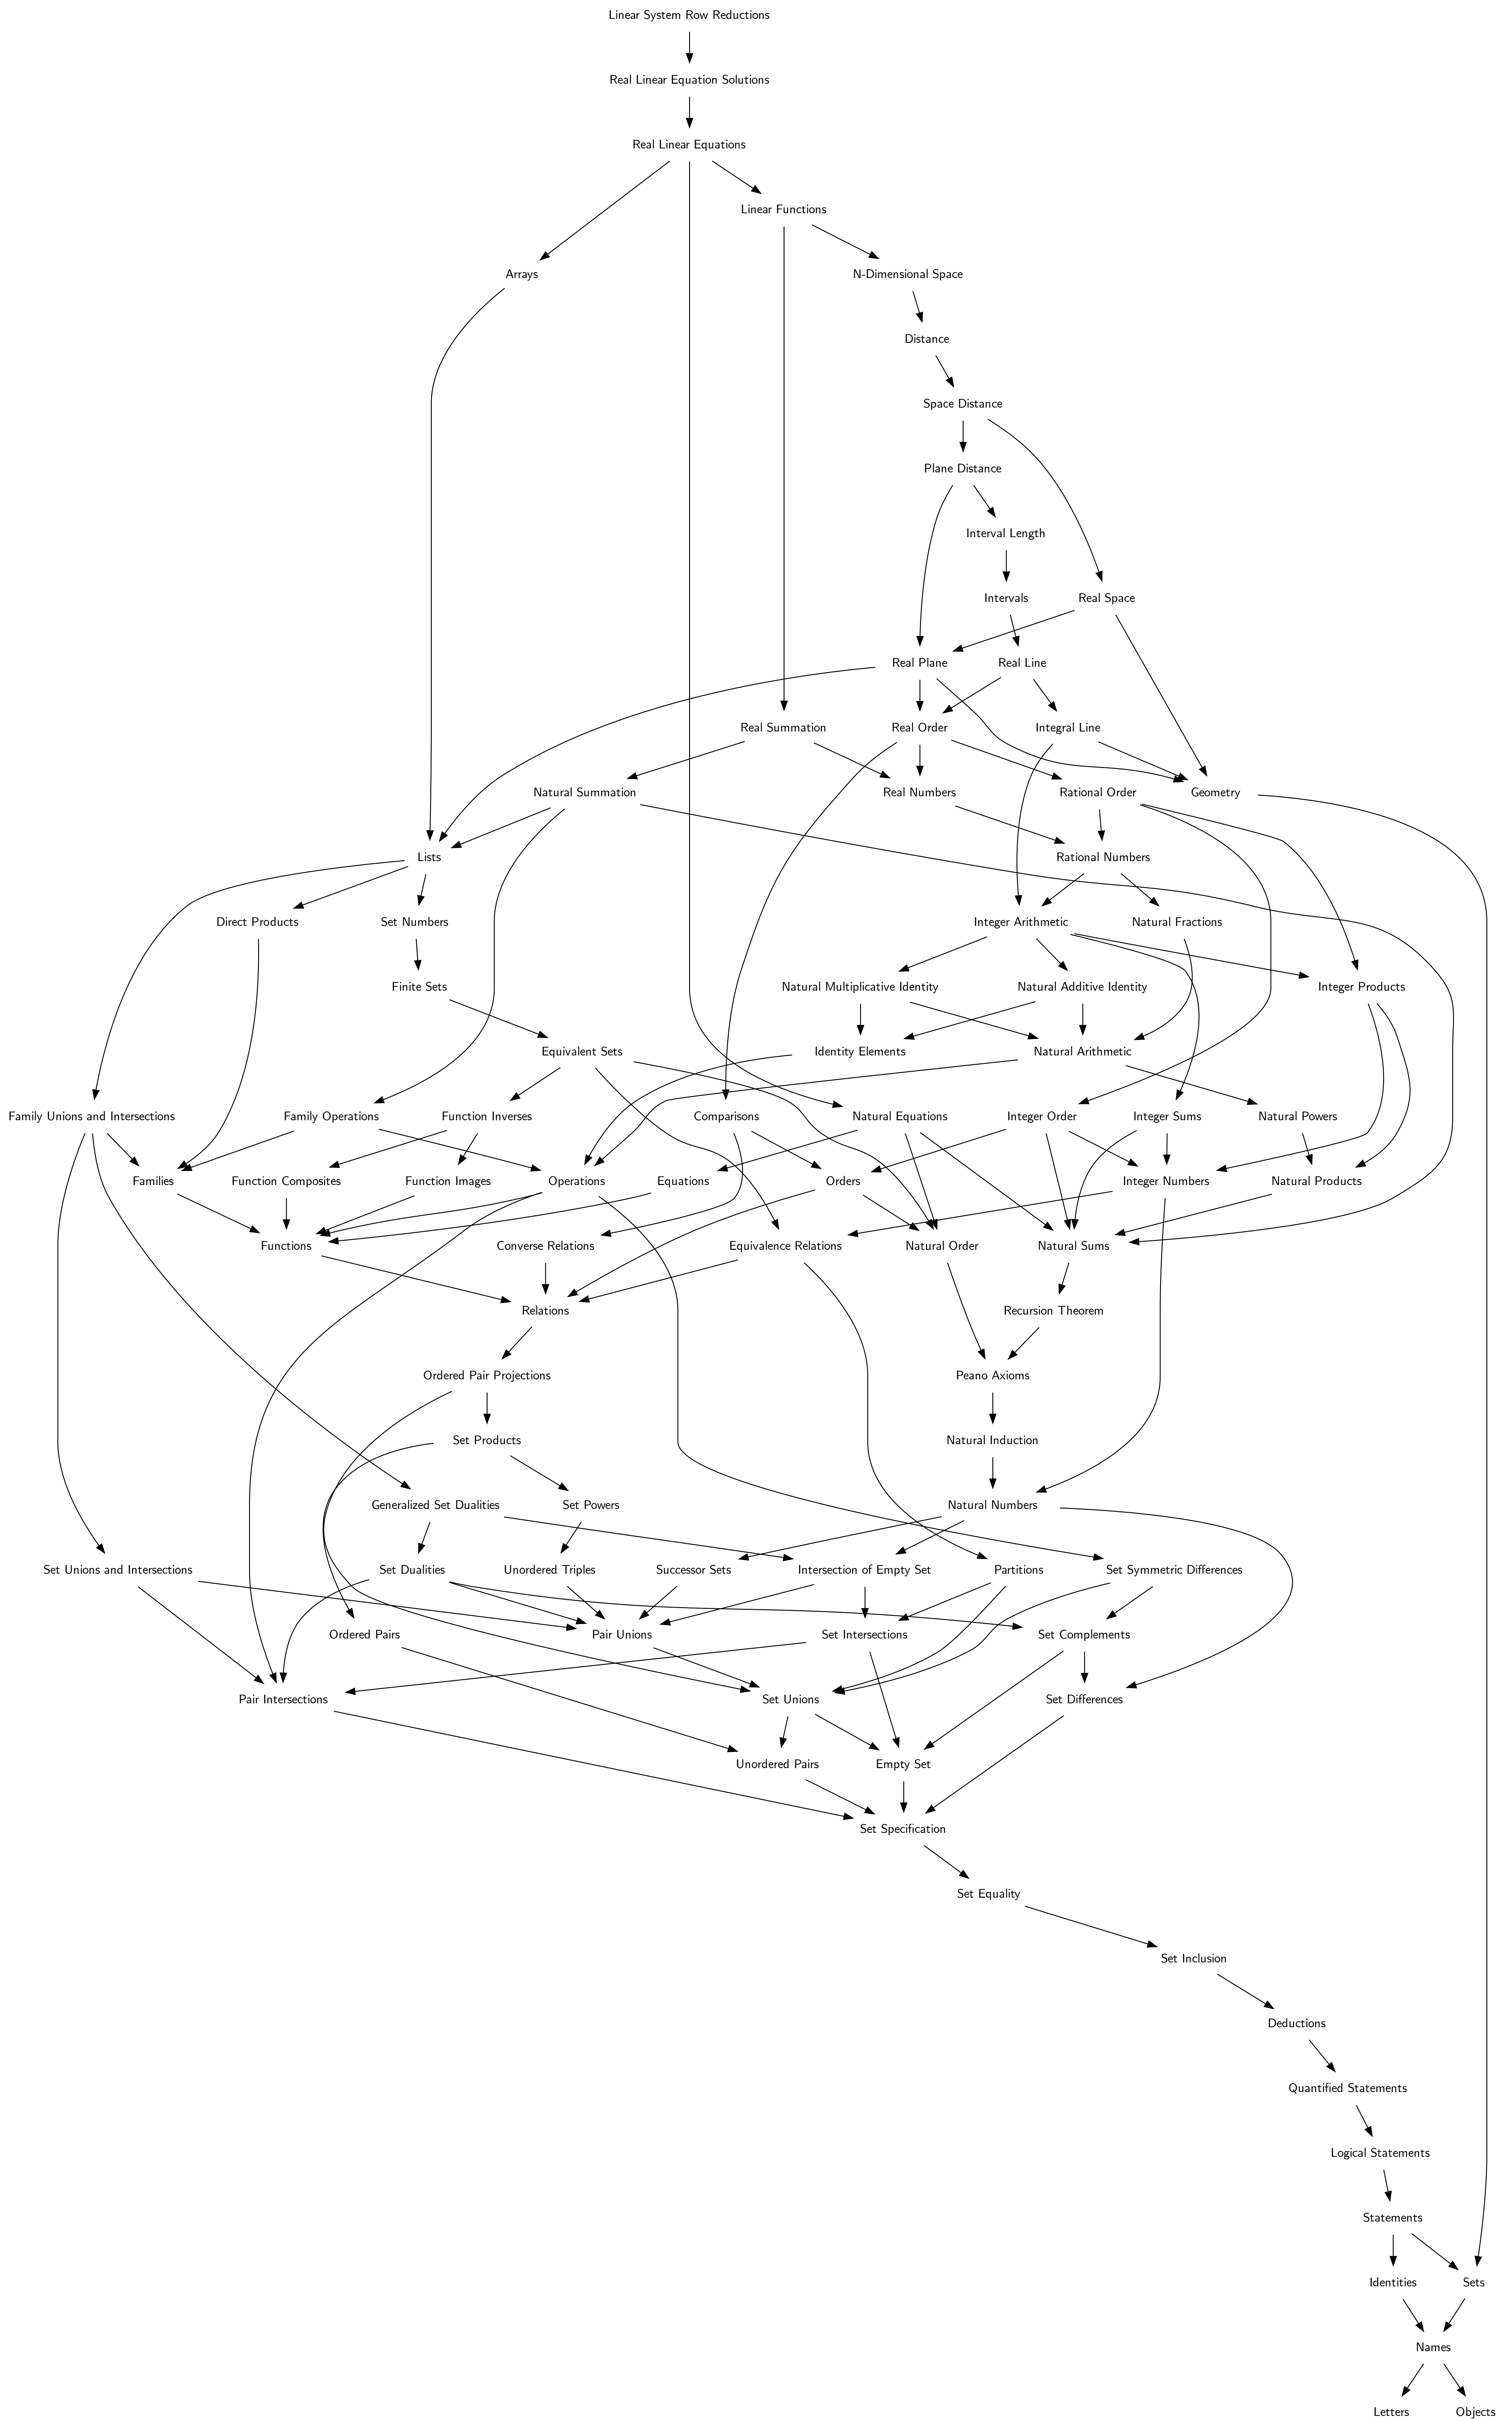 Linear System Row Reductions
Real Linear Equation Solutions
Real Linear Equations
Linear Functions
Arrays
N-Dimensional Space
Distance
Space Distance
Plane Distance
Interval Length
Intervals
Real Space
Real Plane
Real Line
Real Summation
Real Order
Integral Line
Natural Summation
Real Numbers
Rational Order
Geometry
Lists
Rational Numbers
Direct Products
Set Numbers
Integer Arithmetic
Natural Fractions
Finite Sets
Natural Multiplicative Identity
Natural Additive Identity
Integer Products
Equivalent Sets
Identity Elements
Natural Arithmetic
Family Unions and Intersections
Family Operations
Function Inverses
Comparisons
Natural Equations
Integer Order
Integer Sums
Natural Powers
Families
Function Composites
Function Images
Operations
Equations
Orders
Integer Numbers
Natural Products
Functions
Converse Relations
Equivalence Relations
Natural Order
Natural Sums
Relations
Recursion Theorem
Ordered Pair Projections
Peano Axioms
Set Products
Natural Induction
Generalized Set Dualities
Set Powers
Natural Numbers
Set Unions and Intersections
Set Dualities
Unordered Triples
Successor Sets
Intersection of Empty Set
Partitions
Set Symmetric Differences
Ordered Pairs
Pair Unions
Set Intersections
Set Complements
Pair Intersections
Set Unions
Set Differences
Unordered Pairs
Empty Set
Set Specification
Set Equality
Set Inclusion
Deductions
Quantified Statements
Logical Statements
Statements
Identities
Sets
Names
Letters
Objects